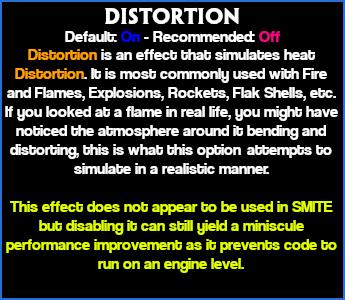 DISTORTION
Default: On - Recommended: Off
Distortion is an effect that simulates heat
Distortion. It is most commonly used with Fire
and Flames, Explosions, Rockets, Flak Shells, etc.
If you looked at a flame in real life, you might have
noticed the atmosphere around it bending and
distorting, this is what this option attempts to
simulate in a realistic manner.
This effect does not appear to be used in SMITE
but disabling it can still yield a miniscule
performance improvement as it prevents code to
run on an engine level.